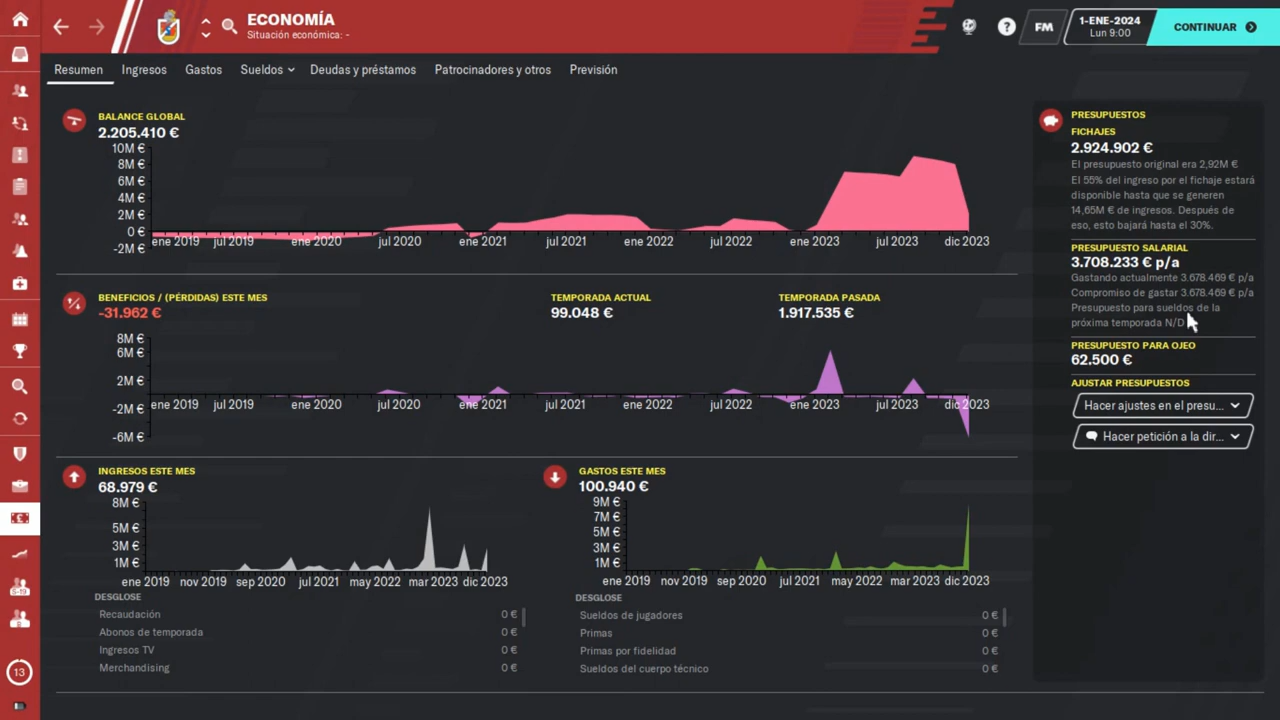 ECONOMÍA
Situación económica: -
FM
1-ENE-2024
Lun 9:00
CONTINUAR
Resumen
Ingresos
Gastos
Sueldos
Deudas y préstamos
Patrocinadores y otros
Previsión
BALANCE GLOBAL
2.205.410 €
10M €
8M €
6M €
4M €
2M €
0 €
-2M €
ene 2019 jul 2019 ene 2020 jul 2020 ene 2021 jul 2021 ene 2022 jul 2022 ene 2023 jul 2023 dic 2023
BENEFICIOS / (PÉRDIDAS) ESTE MES
-31.962 €
TEMPORADA ACTUAL
99.048 €
TEMPORADA PASADA
1.917.535 €
8M €
6M €
2M €
-2M €
-6M €
ene 2019 jul 2019 ene 2020 jul 2020 ene 2021 jul 2021 ene 2022 jul 2022 ene 2023 jul 2023 dic 2023
INGRESOS ESTE MES
68.979 €
8M €
5M €
3M €
1M €
ene 2019 nov 2019 sep 2020 jul 2021 may 2022 mar 2023 dic 2023
DESGLOSE
Recaudación 0 €
Abonos de temporada 0 €
Ingresos TV 0 €
Merchandising 0 €
GASTOS ESTE MES
100.940 €
9M €
7M €
5M €
3M €
1M €
ene 2019 nov 2019 sep 2020 jul 2021 may 2022 mar 2023 dic 2023
DESGLOSE
Sueldos de jugadores 0 €
Primas 0 €
Primas por fidelidad 0 €
Sueldos del cuerpo técnico 0 €
PRESUPUESTOS
FICHAJES
2.924.902 €
El presupuesto original era 2,92M €
El 55% del ingreso por el fichaje estará
disponible hasta que se generen
14,65M € de ingresos. Después de
eso, esto bajará hasta el 30%.
PRESUPUESTO SALARIAL
3.708.233 € p/a
Gastando actualmente 3.678.469 € p/a
Compromiso de gastar 3.678.469 € p/a
Presupuesto para sueldos de la
próxima temporada N/D
PRESUPUESTO PARA OJEO
62.500 €
AJUSTAR PRESUPUESTOS
Hacer ajustes en el presu...
Hacer petición a la dir...
13